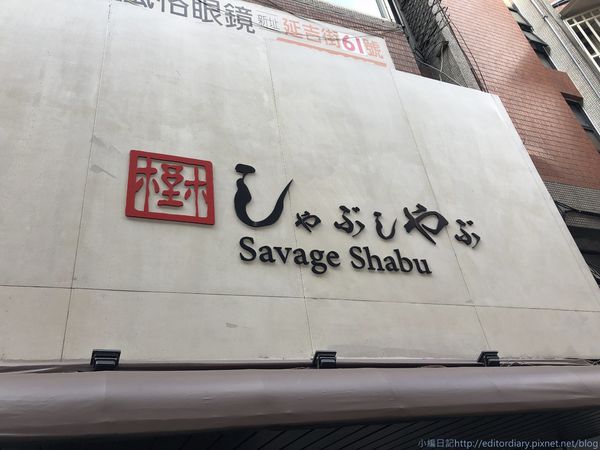 風格眼鏡 新址 延吉街61號
しゃぶしゃぶ
Savage Shabu
小編日記http://editordiary.pixnet.net/blog